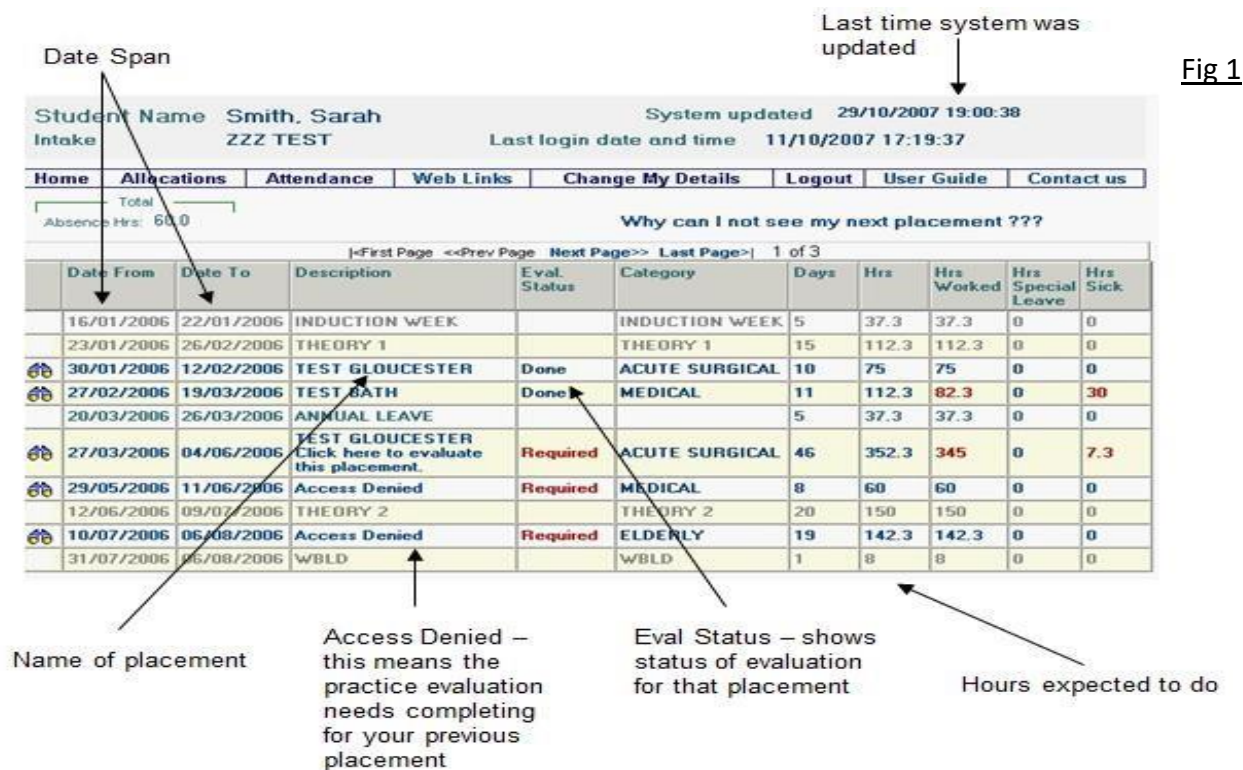 Last time system was
updated
Date Span
Fig 1
Student Name Smith, Sarah System updated 29/10/2007 19:00:38
Intake ZZZ TEST Last login date and time 11/10/2007 17:19:37
Home Allocations Attendance Web Links Change My Details Logout User Guide Contact us
Total
Absence Hrs: 60.0 Why can I not see my next placement ???
|<First Page <<Prev Page Next Page>> Last Page>| 1 of 3
Date From Date To Description Eval. Status Category Days Hrs Hrs Worked Hrs Special Leave Hrs Sick
16/01/2006 22/01/2006 INDUCTION WEEK INDUCTION WEEK 5 37.3 37.3 0 0
23/01/2006 26/02/2006 THEORY 1 THEORY 1 15 112.3 112.3 0 0
30/01/2006 12/02/2006 TEST GLOUCESTER Done ACUTE SURGICAL 10 75 75 0 0
27/02/2006 19/03/2006 TEST BATH Done MEDICAL 11 112.3 82.3 0 30
20/03/2006 26/03/2006 ANNUAL LEAVE 5 37.3 37.3 0 0
TEST GLOUCESTER
27/03/2006 04/06/2006 Click here to evaluate Required ACUTE SURGICAL 46 352.3 345 0 7.3
this placement.
29/05/2006 11/06/2006 Access Denied Required MEDICAL 8 60 60 0 0
12/06/2006 09/07/2006 THEORY 2 THEORY 2 20 150 150 0 0
10/07/2006 06/08/2006 Access Denied Required ELDERLY 19 142.3 142.3 0 0
31/07/2006 06/08/2006 WBLD WBLD 1 8 8 0 0
Name of placement
Access Denied –
this means the
practice evaluation
needs completing
for your previous
placement
Eval Status – shows
status of evaluation
for that placement
Hours expected to do